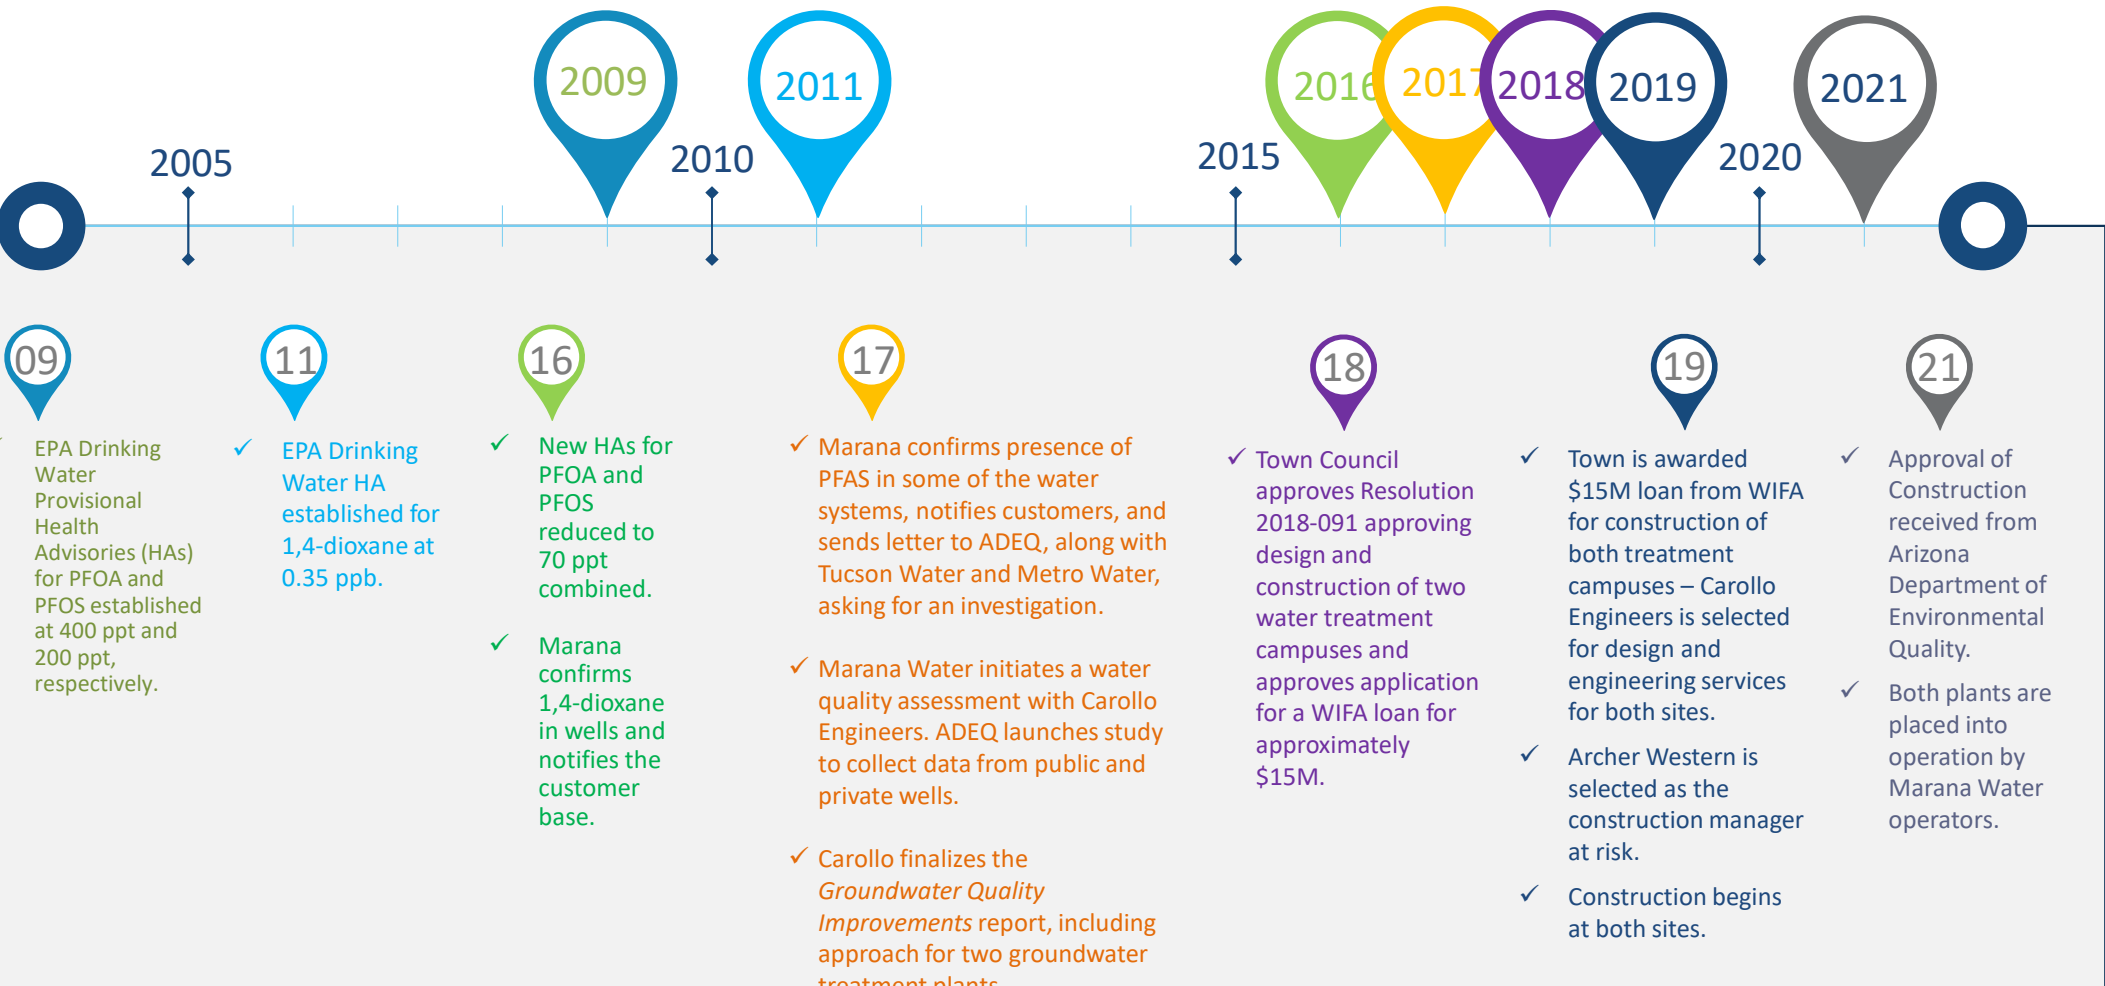 2009
2011
2016
2017
2018
2019
2021
2005
2010
2015
2020
09
11
16
17
18
19
21
✓ EPA Drinking
Water
Provisional
Health
Advisories (HAs)
for PFOA and
PFOS established
at 400 ppt and
200 ppt,
respectively.
✓ EPA Drinking
Water HA
established for
1,4-dioxane at
0.35 ppb.
✓ New HAs for
PFOA and
PFOS
reduced to
70 ppt
combined.
✓ Marana
confirms
1,4-dioxane
in wells and
notifies the
customer
base.
✓ Marana confirms presence of
PFAS in some of the water
systems, notifies customers, and
sends letter to ADEQ, along with
Tucson Water and Metro Water,
asking for an investigation.
✓ Marana Water initiates a water
quality assessment with Carollo
Engineers. ADEQ launches study
to collect data from public and
private wells.
✓ Carollo finalizes the
Groundwater Quality
Improvements report, including
approach for two groundwater
treatment plants
✓ Town Council
approves Resolution
2018-091 approving
design and
construction of two
water treatment
campuses and
approves application
for a WIFA loan for
approximately
$15M.
✓ Town is awarded
$15M loan from WIFA
for construction of
both treatment
campuses – Carollo
Engineers is selected
for design and
engineering services
for both sites.
✓ Archer Western is
selected as the
construction manager
at risk.
✓ Construction begins
at both sites.
✓ Approval of
Construction
received from
Arizona
Department of
Environmental
Quality.
✓ Both plants are
placed into
operation by
Marana Water
operators.